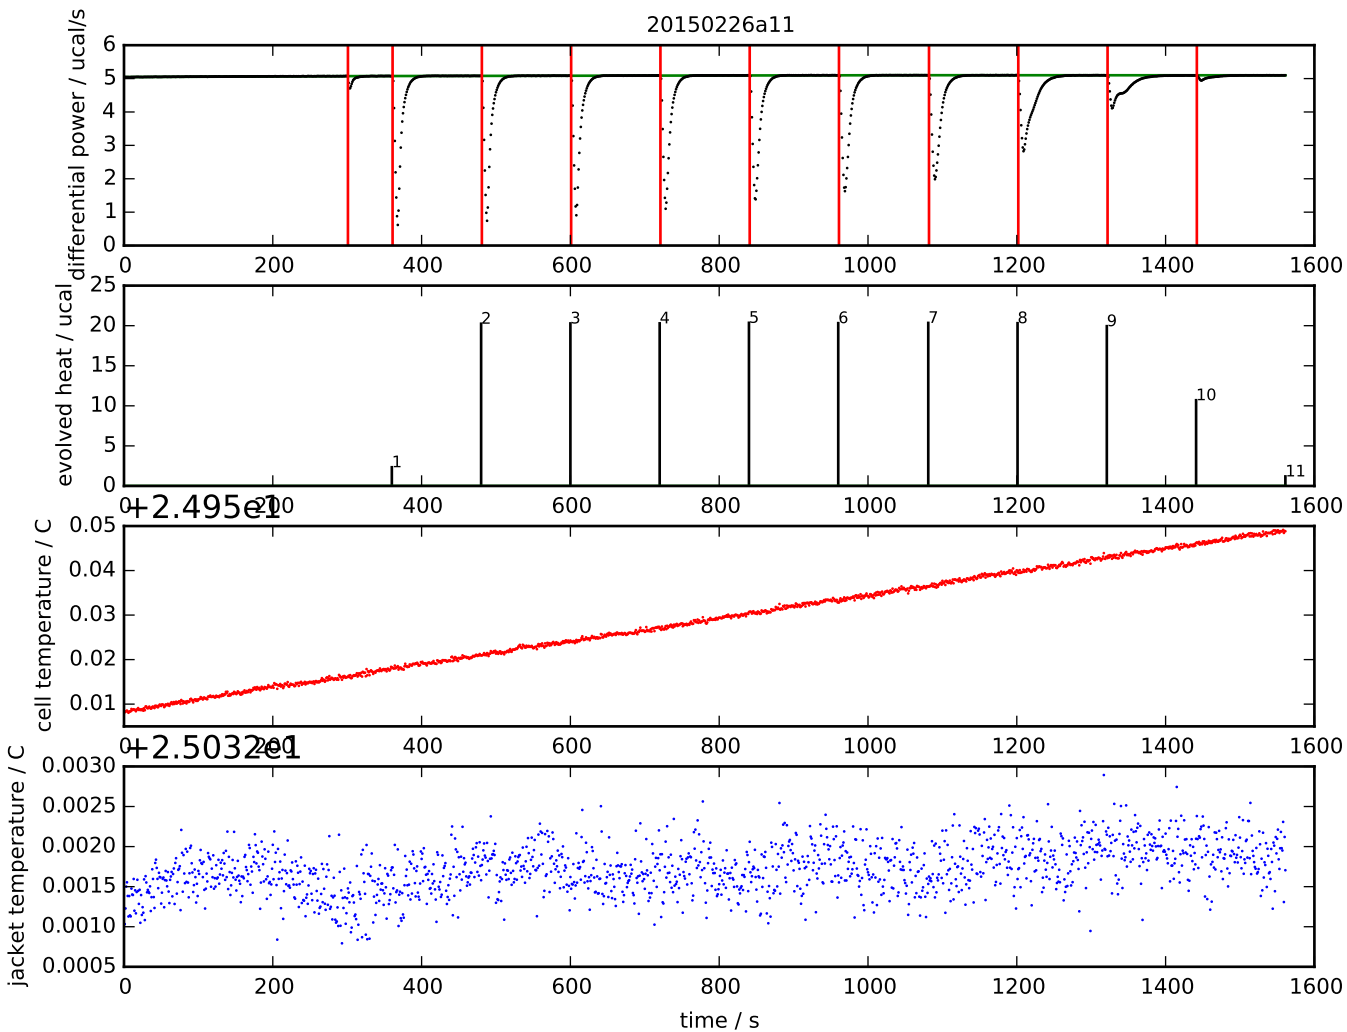 20150226a11
differential power / ucal/s
6
5
4
3
2
1
0
0 200 400 600 800 1000 1200 1400 1600
evolved heat / ucal
25
20
15
10
5
0
1 2 3 4 5 6 7 8 9 10 11
0 200 400 600 800 1000 1200 1400 1600
+2.495e1
cell temperature / C
0.05
0.04
0.03
0.02
0.01
0 200 400 600 800 1000 1200 1400 1600
+2.5032e1
jacket temperature / C
0.0030
0.0025
0.0020
0.0015
0.0010
0.0005
0 200 400 600 800 1000 1200 1400 1600
time / s